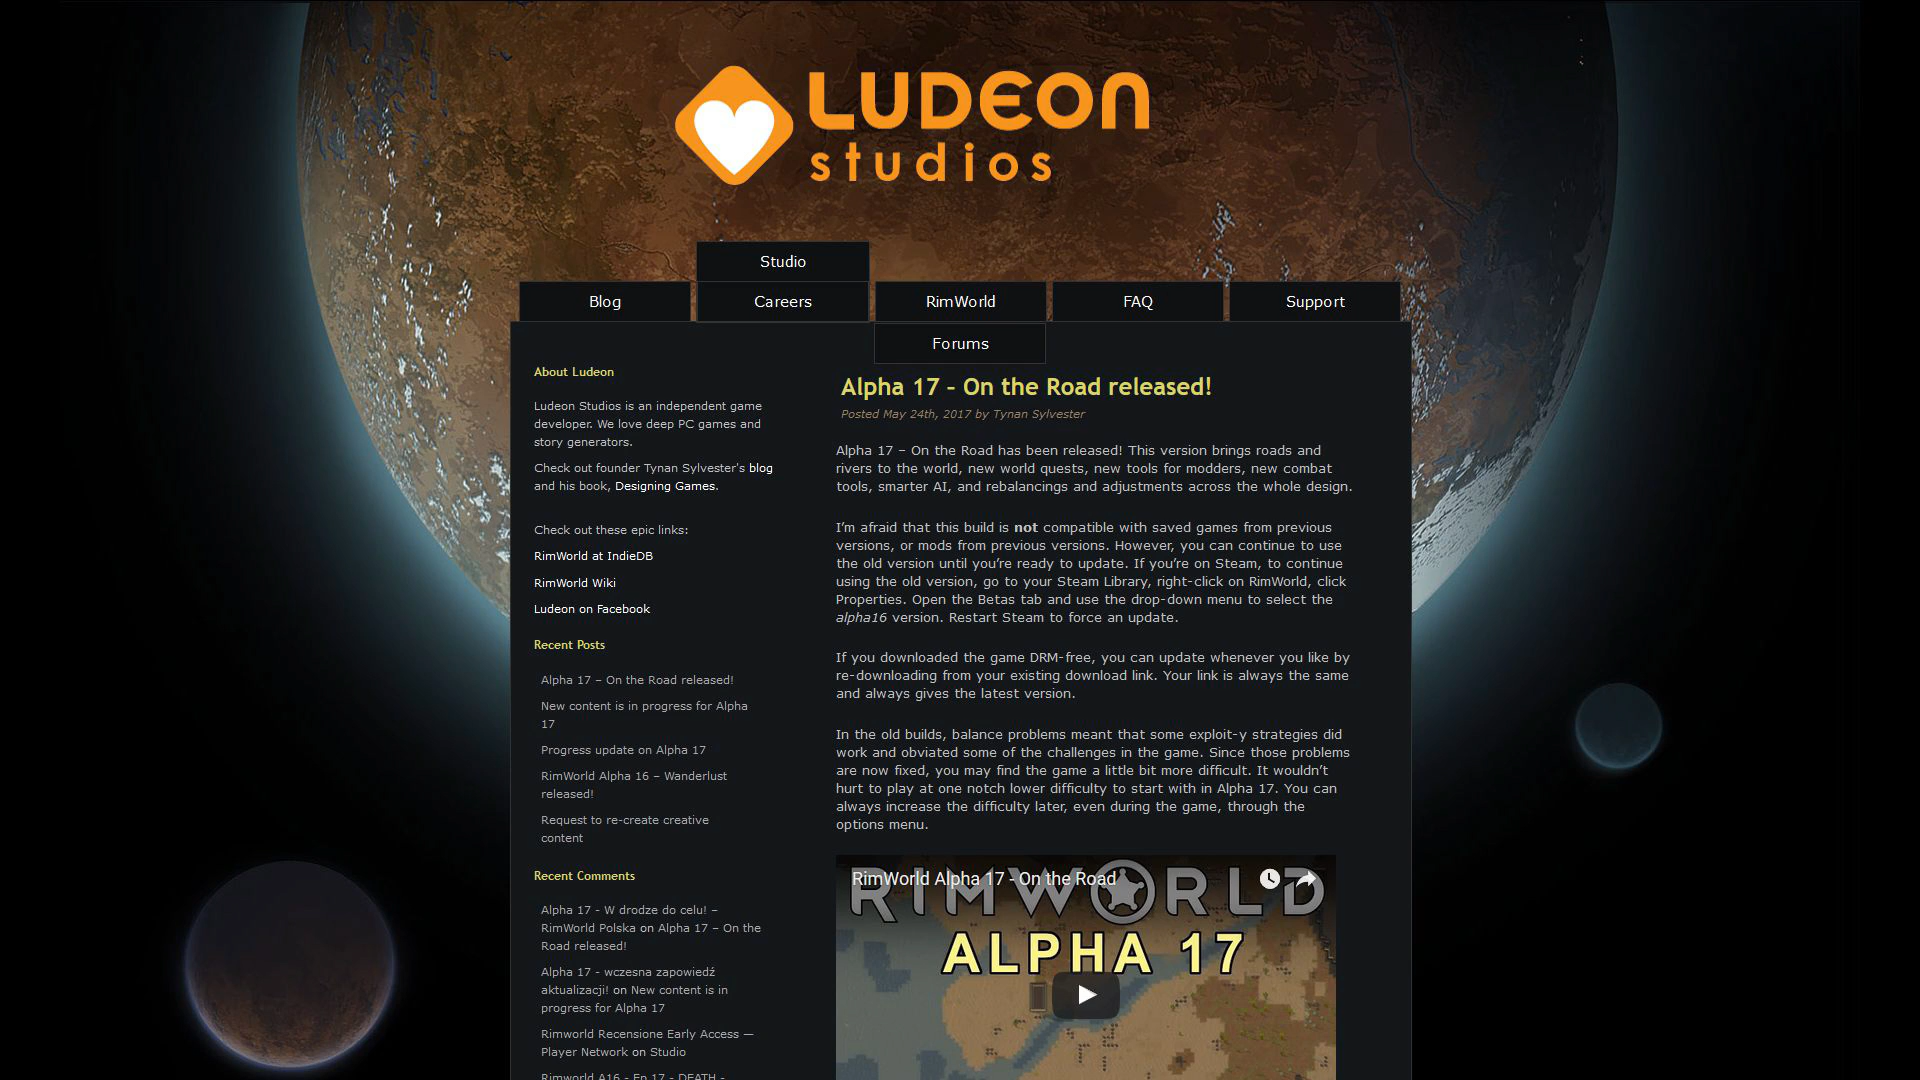 LUDEON
studios
Studio
Blog
Careers
RimWorld
FAQ
Support
Forums
About Ludeon
Ludeon Studios is an independent game
developer. We love deep PC games and
story generators.
Check out founder Tynan Sylvester's blog
and his book, Designing Games.
Check out these epic links:
RimWorld at IndieDB
RimWorld Wiki
Ludeon on Facebook
Recent Posts
Alpha 17 – On the Road released!
New content is in progress for Alpha
17
Progress update on Alpha 17
RimWorld Alpha 16 – Wanderlust
released!
Request to re-create creative
content
Recent Comments
Alpha 17 - W drodze do celu! –
RimWorld Polska on Alpha 17 – On the
Road released!
Alpha 17 - wczesna zapowiedź
aktualizacji! on New content is in
progress for Alpha 17
Rimworld Recensione Early Access —
Player Network on Studio
Rimworld A16 - Ep 17 - DEATH -
Alpha 17 – On the Road released!
Posted May 24th, 2017 by Tynan Sylvester
Alpha 17 – On the Road has been released! This version brings roads and
rivers to the world, new world quests, new tools for modders, new combat
tools, smarter AI, and rebalancings and adjustments across the whole design.
I’m afraid that this build is not compatible with saved games from previous
versions, or mods from previous versions. However, you can continue to use
the old version until you’re ready to update. If you’re on Steam, to continue
using the old version, go to your Steam Library, right-click on RimWorld, click
Properties. Open the Betas tab and use the drop-down menu to select the
alpha16 version. Restart Steam to force an update.
If you downloaded the game DRM-free, you can update whenever you like by
re-downloading from your existing download link. Your link is always the same
and always gives the latest version.
In the old builds, balance problems meant that some exploit-y strategies did
work and obviated some of the challenges in the game. Since those problems
are now fixed, you may find the game a little bit more difficult. It wouldn’t
hurt to play at one notch lower difficulty to start with in Alpha 17. You can
always increase the difficulty later, even during the game, through the
options menu.
RimWorld Alpha 17 - On the Road
RIMWORLD
ALPHA 17